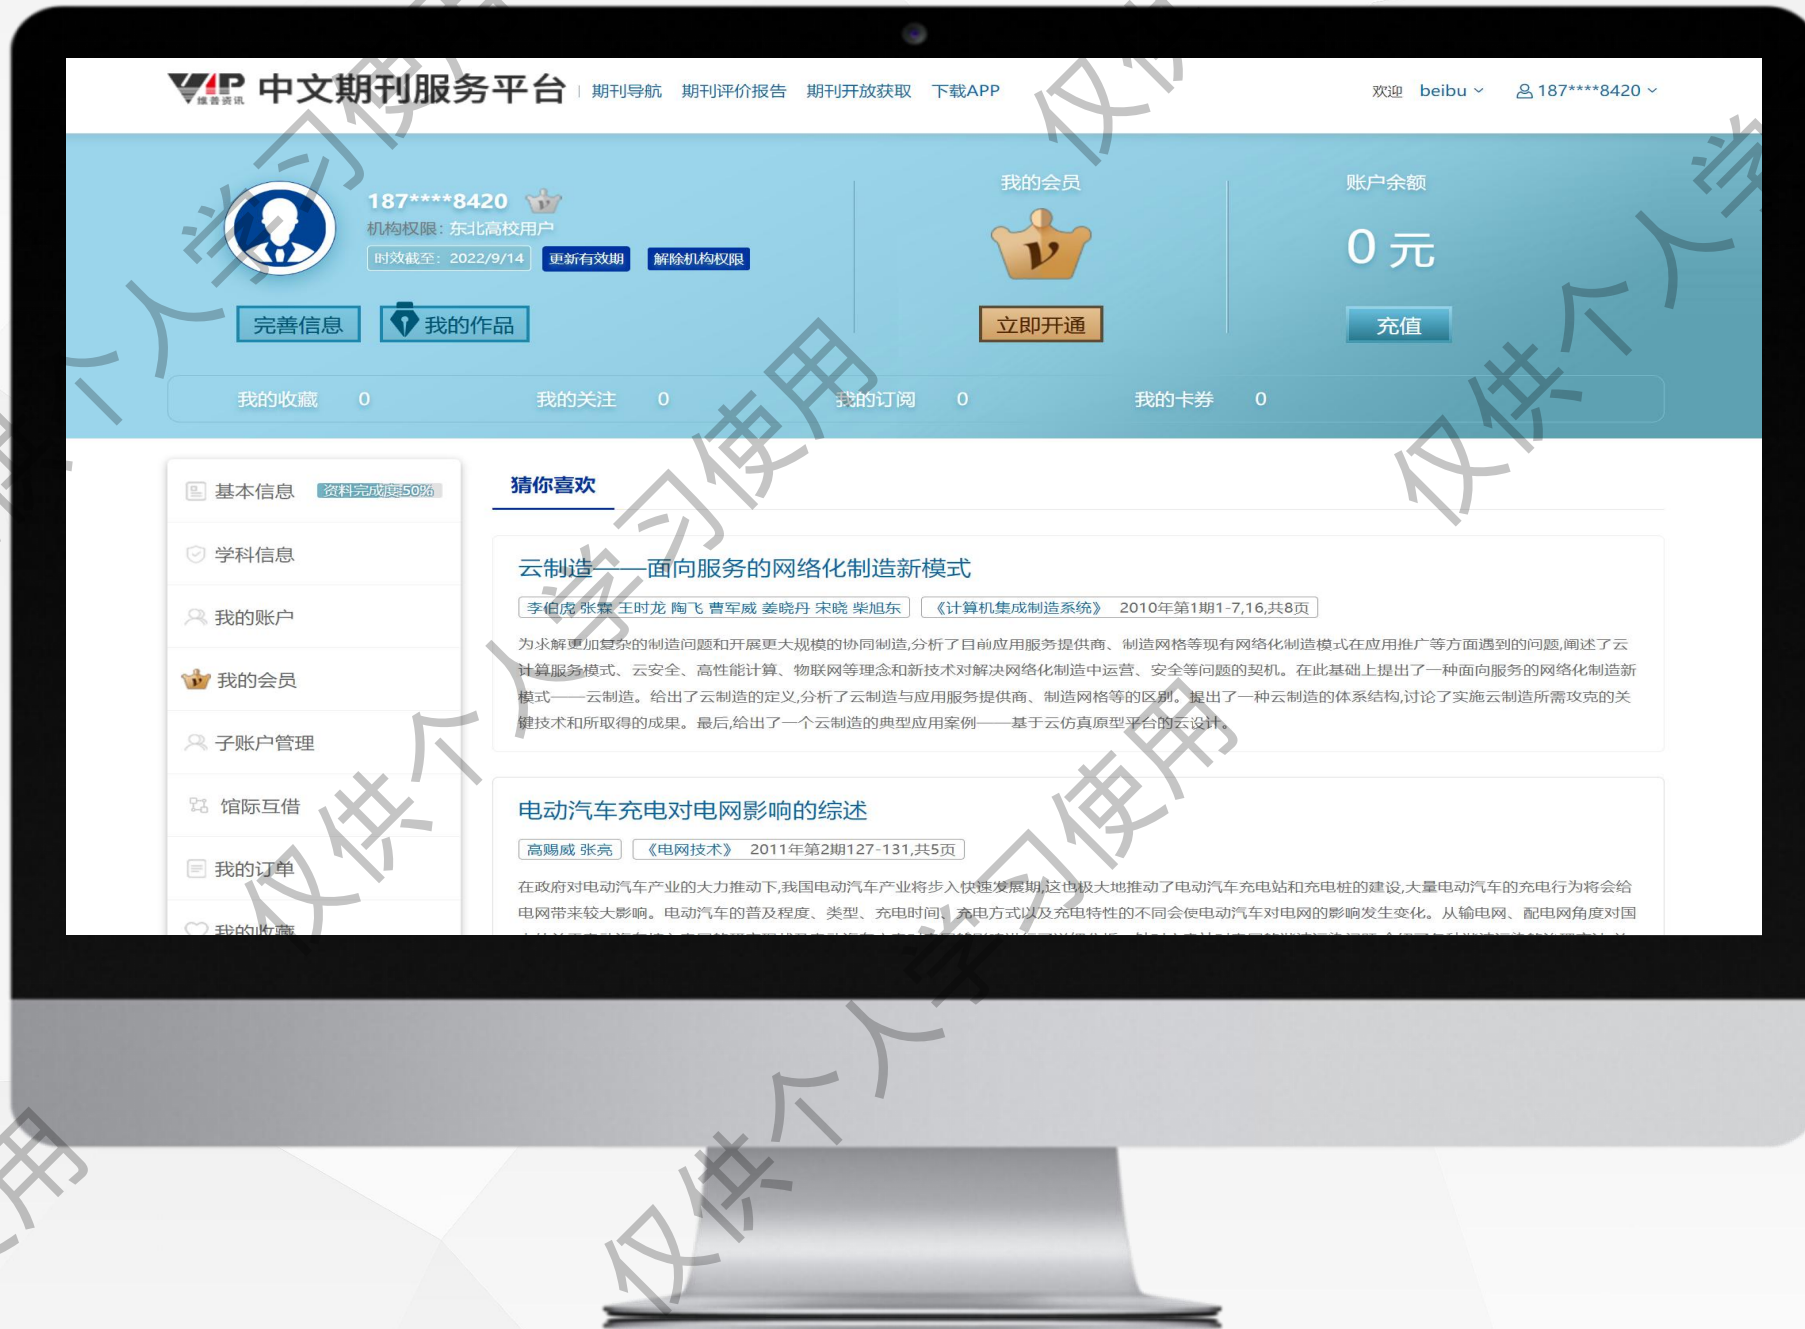 VIP 维普资讯 中文期刊服务平台 期刊导航 期刊评价报告 期刊开放获取 下载APP 欢迎 beibu 187****8420
187****8420
机构权限：东北高校用户
时效截至：2022/9/14 更新有效期 解除机构权限
完善信息 我的作品
我的会员
立即开通
账户余额
0 元
充值
我的收藏 0 我的关注 0 我的订阅 0 我的卡券 0
基本信息 资料完成度:50%
学科信息
我的账户
我的会员
子账户管理
馆际互借
我的订单
我的收藏
猜你喜欢
云制造——面向服务的网络化制造新模式
李伯虎 张霖 王时龙 陶飞 曹军威 姜晓丹 宋晓 柴旭东 《计算机集成制造系统》 2010年第1期1-7,16,共8页
为求解更加复杂的制造问题和开展更大规模的协同制造,分析了目前应用服务提供商、制造网格等现有网络化制造模式在应用推广等方面遇到的问题,阐述了云
计算服务模式、云安全、高性能计算、物联网等理念和新技术对解决网络化制造中运营、安全等问题的契机。在此基础上提出了一种面向服务的网络化制造新
模式——云制造。给出了云制造的定义,分析了云制造与应用服务提供商、制造网格等的区别。提出了一种云制造的体系结构,讨论了实施云制造所需攻克的关
键技术和所取得的成果。最后,给出了一个云制造的典型应用案例——基于云仿真原型平台的云设计。
电动汽车充电对电网影响的综述
高赐威 张亮 《电网技术》 2011年第2期127-131,共5页
在政府对电动汽车产业的大力推动下,我国电动汽车产业将步入快速发展期,这也极大地推动了电动汽车充电站和充电桩的建设,大量电动汽车的充电行为将会给
电网带来较大影响。电动汽车的普及程度、类型、充电时间、充电方式以及充电特性的不同会使电动汽车对电网的影响发生变化。从输电网、配电网角度对国
仅供个人学习使用
仅供个人学习使用